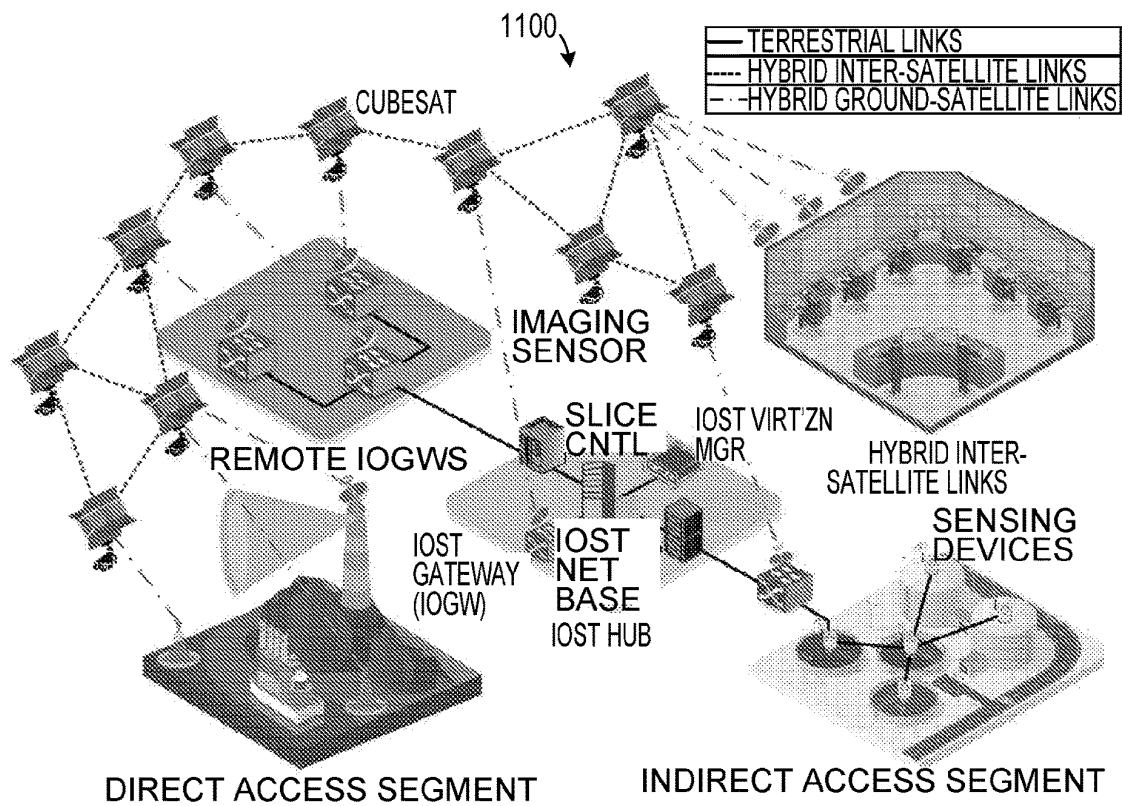 1100
TERRESTRIAL LINKS
HYBRID INTER-SATELLITE LINKS
HYBRID GROUND-SATELLITE LINKS
CUBESAT
IMAGING
SENSOR
SLICE
CNTL
IOST VIRT'ZN
MGR
REMOTE IOGWS
HYBRID INTER-
SATELLITE LINKS
SENSING
DEVICES
IOST
GATEWAY
(IOGW)
IOST
NET
BASE
IOST HUB
DIRECT ACCESS SEGMENT
INDIRECT ACCESS SEGMENT